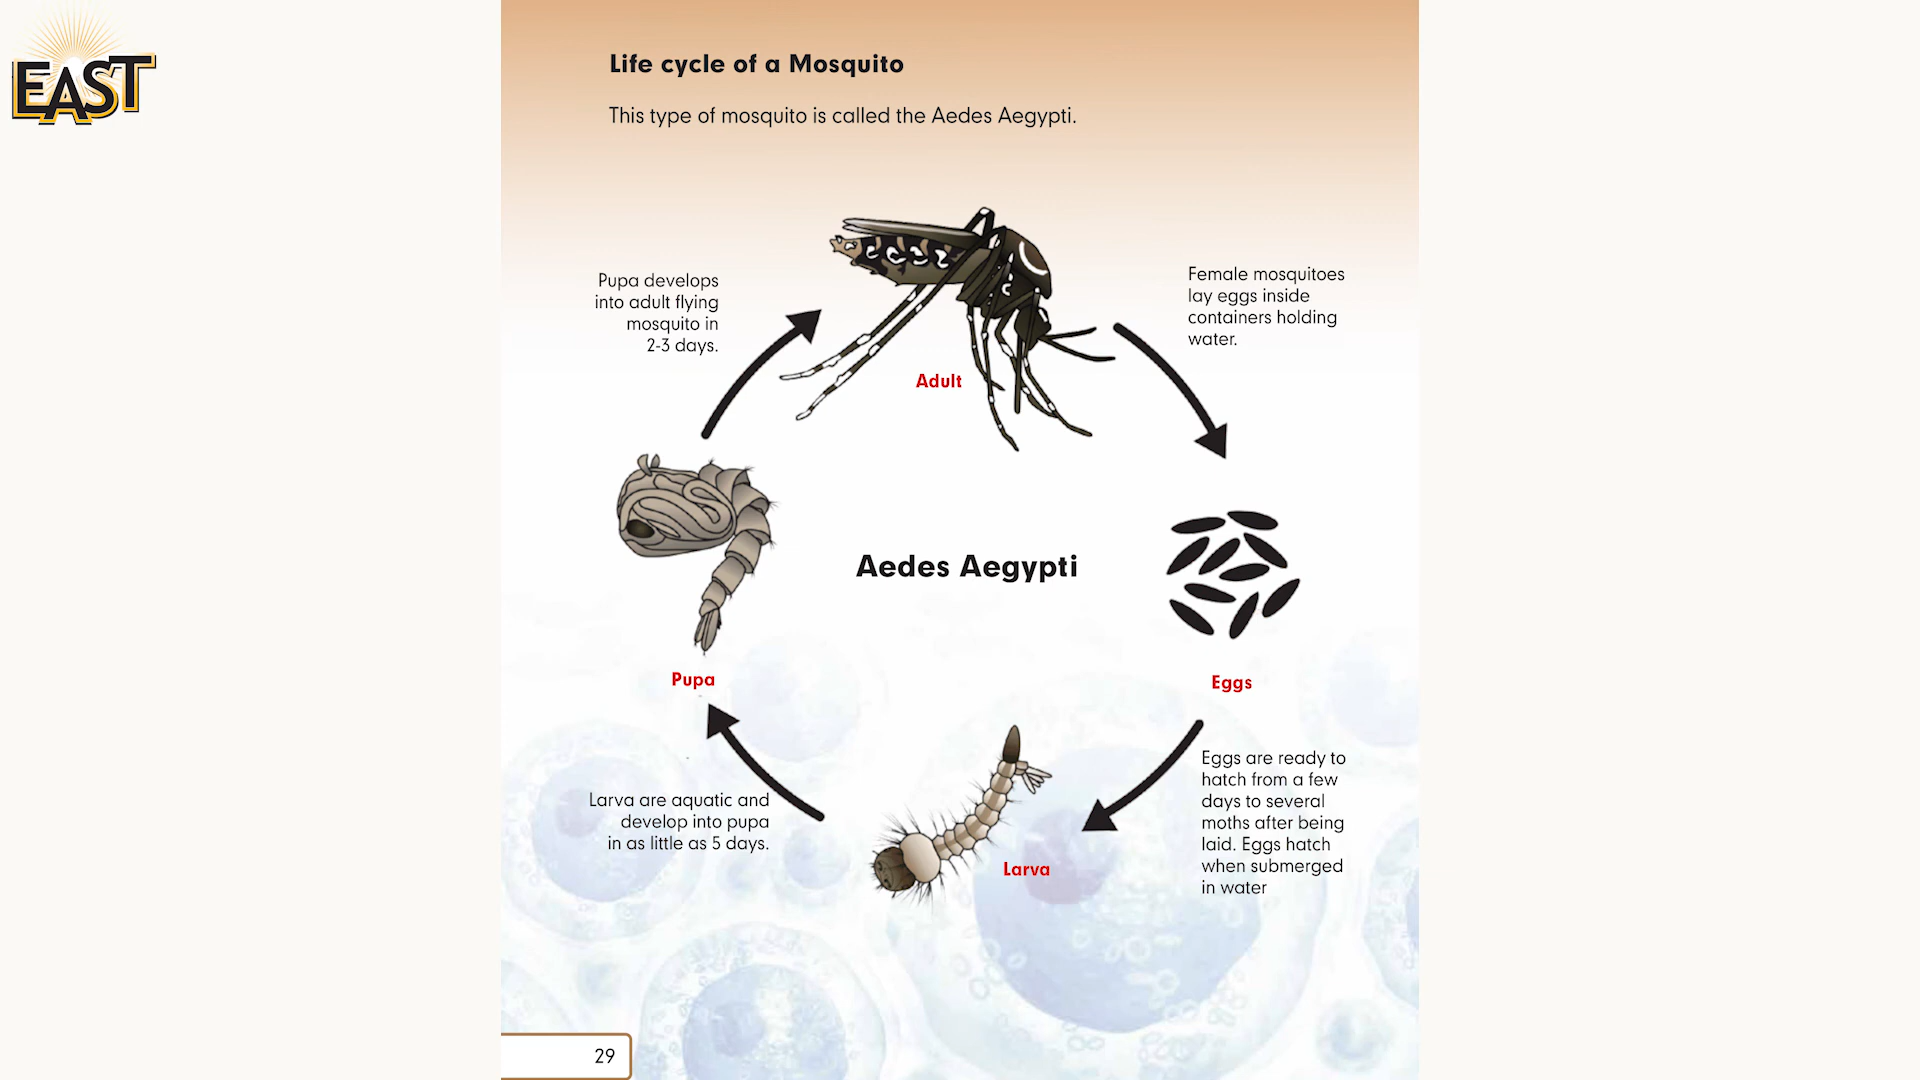 EAST
Life cycle of a Mosquito
This type of mosquito is called the Aedes Aegypti.
Pupa develops
into adult flying
mosquito in
2-3 days.
Female mosquitoes
lay eggs inside
containers holding
water.
Adult
Aedes Aegypti
Pupa
Eggs
Eggs are ready to
hatch from a few
days to several
moths after being
laid. Eggs hatch
when submerged
in water
Larva are aquatic and
develop into pupa
in as little as 5 days.
Larva
29